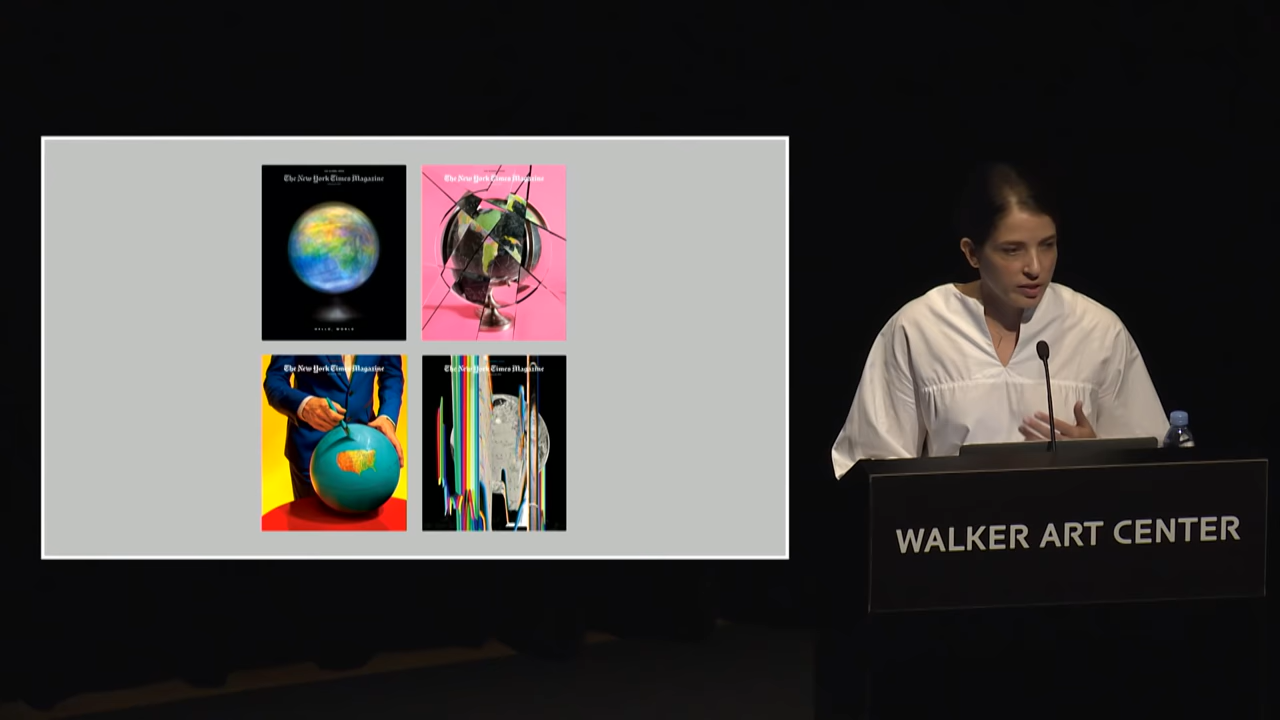 The New York Times Magazine
The New York Times Magazine
HELLO, WORLD
The New York Times Magazine
The New York Times Magazine
WALKER ART CENTER